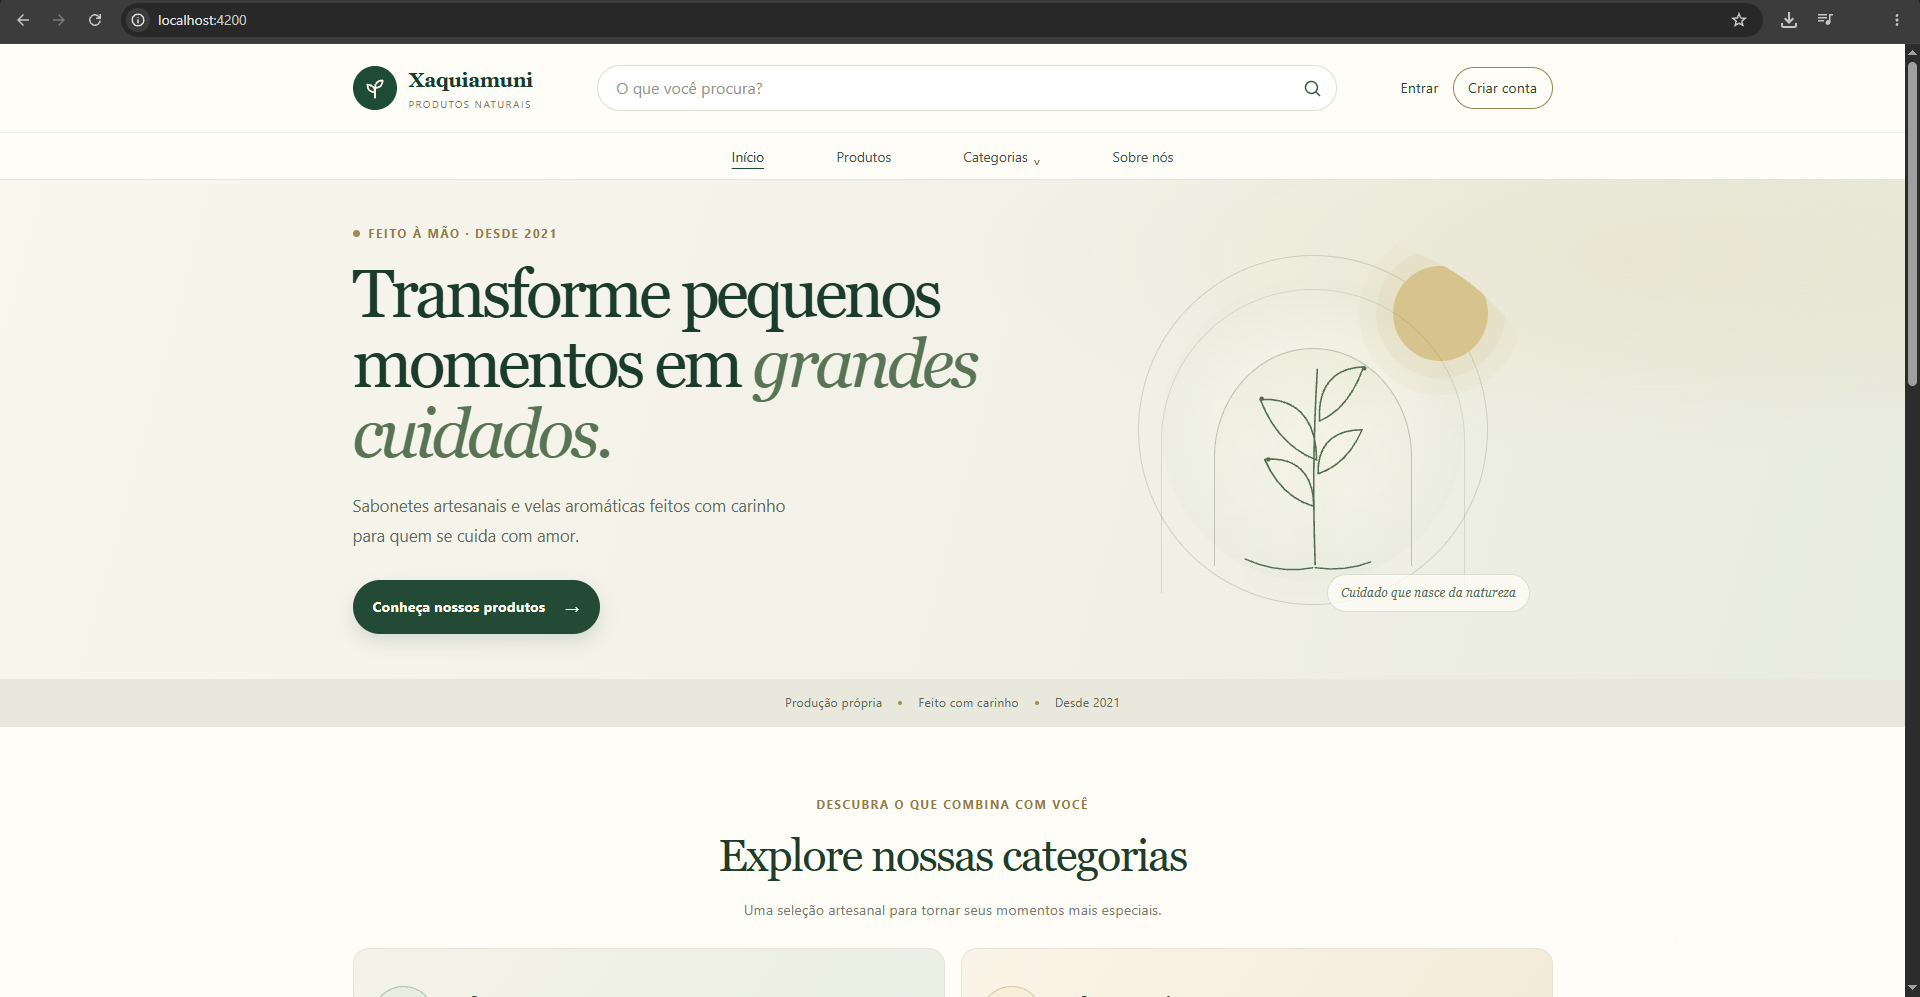 localhost:4200
Xaquiamuni
PRODUTOS NATURAIS
O que você procura?
Entrar
Criar conta
Início
Produtos
Categorias
Sobre nós
FEITO À MÃO · DESDE 2021
Transforme pequenos
momentos em grandes
cuidados.
Sabonetes artesanais e velas aromáticas feitos com carinho
para quem se cuida com amor.
Conheça nossos produtos →
Cuidado que nasce da natureza
Produção própria • Feito com carinho • Desde 2021
DESCUBRA O QUE COMBINA COM VOCÊ
Explore nossas categorias
Uma seleção artesanal para tornar seus momentos mais especiais.